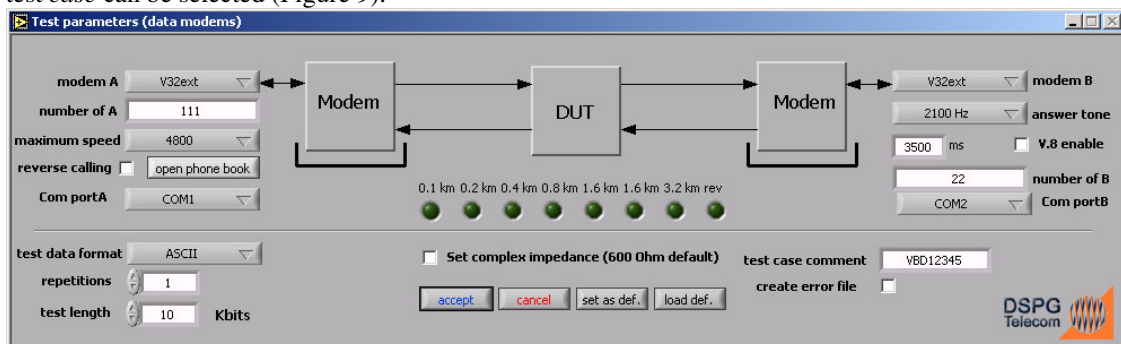 test case can be selected (Figure 9).
Test parameters (data modems)
modem A V32ext
number of A 111
maximum speed 4800
reverse calling open phone book
Com portA COM1
Modem
DUT
Modem
V32ext modem B
2100 Hz answer tone
3500 ms V.8 enable
22 number of B
COM2 Com portB
0.1 km 0.2 km 0.4 km 0.8 km 1.6 km 1.6 km 3.2 km rev
test data format ASCII
repetitions 1
test length 10 Kbits
Set complex impedance (600 Ohm default)
accept cancel set as def. load def.
test case comment VBD12345
create error file
DSPG
Telecom